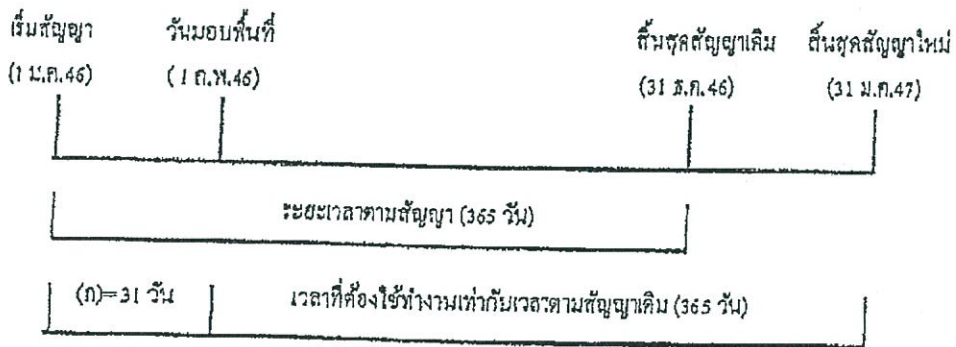 เริ่มสัญญา วันมอบพื้นที่ สิ้นสุดสัญญาเดิม สิ้นสุดสัญญาใหม่
(1 ม.ค.46) (1 ก.พ.46) (31 ธ.ค.46) (31 ม.ค.47)
ระยะเวลาตามสัญญา (365 วัน)
(ก)=31 วัน เวลาที่ต้องใช้ทำงานเท่ากับเวลาตามสัญญาเดิม (365 วัน)